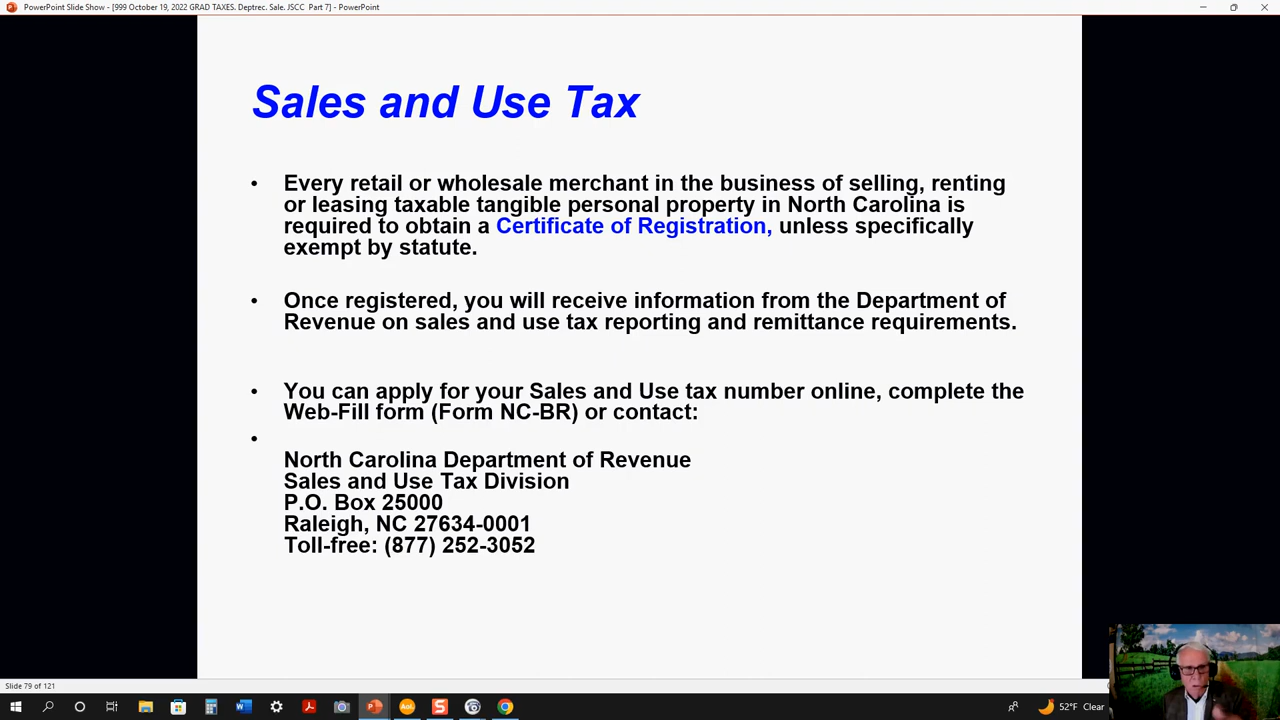 PowerPoint Slide Show - [999 October 19, 2022 GRAD TAXES. Deptrec. Sale. JSCC  Part 7] - PowerPoint
Sales and Use Tax
• Every retail or wholesale merchant in the business of selling, renting
or leasing taxable tangible personal property in North Carolina is
required to obtain a Certificate of Registration, unless specifically
exempt by statute.
• Once registered, you will receive information from the Department of
Revenue on sales and use tax reporting and remittance requirements.
• You can apply for your Sales and Use tax number online, complete the
Web-Fill form (Form NC-BR) or contact:
•
North Carolina Department of Revenue
Sales and Use Tax Division
P.O. Box 25000
Raleigh, NC 27634-0001
Toll-free: (877) 252-3052
Slide 79 of 121
Aol.
S
52°F Clear